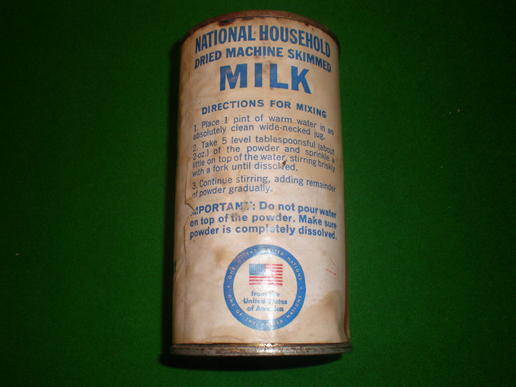 NATIONAL HOUSEHOLD
DRIED MACHINE SKIMMED
MILK
DIRECTIONS FOR MIXING
1. Place 1 pint of warm water in an
absolutely clean wide-necked jug.
2. Take 5 level tablespoonsful (about
2 oz.) of the powder and sprinkle a
little on top of the water, stirring briskly
with a fork until dissolved.
3. Continue stirring, adding remainder
of powder gradually.
IMPORTANT: Do not pour water
on top of the powder. Make sure
powder is completely dissolved.
from the
United States
of America